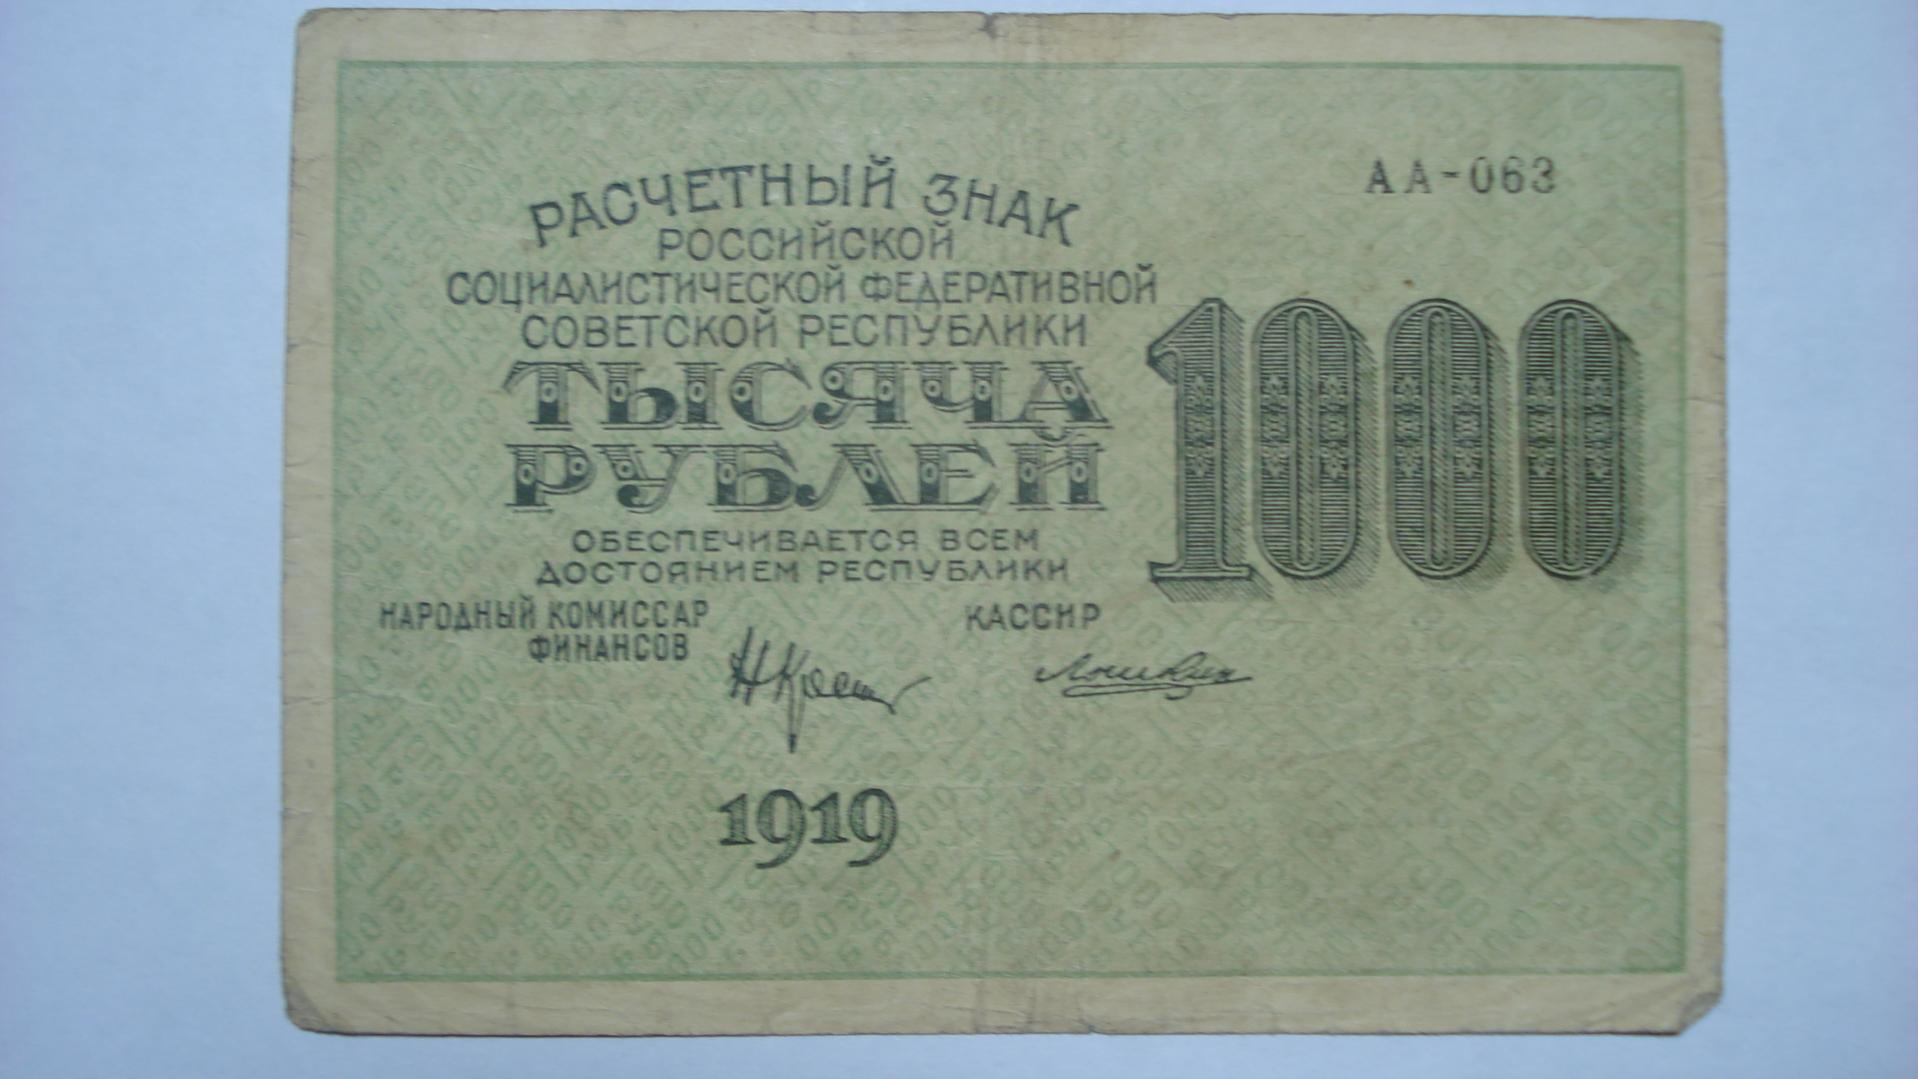 АА-063
РАСЧЕТНЫЙ ЗНАК
РОССИЙСКОЙ
СОЦИАЛИСТИЧЕСКОЙ ФЕДЕРАТИВНОЙ
СОВЕТСКОЙ РЕСПУБЛИКИ
ТЫСЯЧА
РУБЛЕЙ
1000
ОБЕСПЕЧИВАЕТСЯ ВСЕМ
ДОСТОЯНИЕМ РЕСПУБЛИКИ
НАРОДНЫЙ КОМИССАР
ФИНАНСОВ
КАССИР
1919